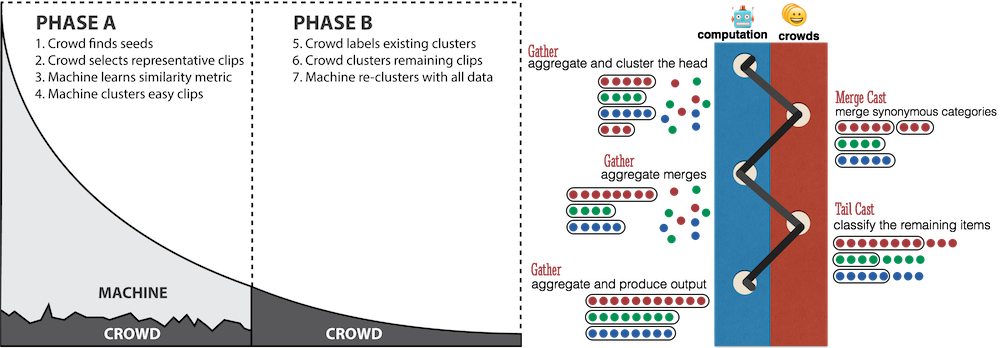 PHASE A
1. Crowd finds seeds
2. Crowd selects representative clips
3. Machine learns similarity metric
4. Machine clusters easy clips
PHASE B
5. Crowd labels existing clusters
6. Crowd clusters remaining clips
7. Machine re-clusters with all data
MACHINE
CROWD
CROWD
computation
crowds
Gather
aggregate and cluster the head
Merge Cast
merge synonymous categories
Gather
aggregate merges
Tail Cast
classify the remaining items
Gather
aggregate and produce output